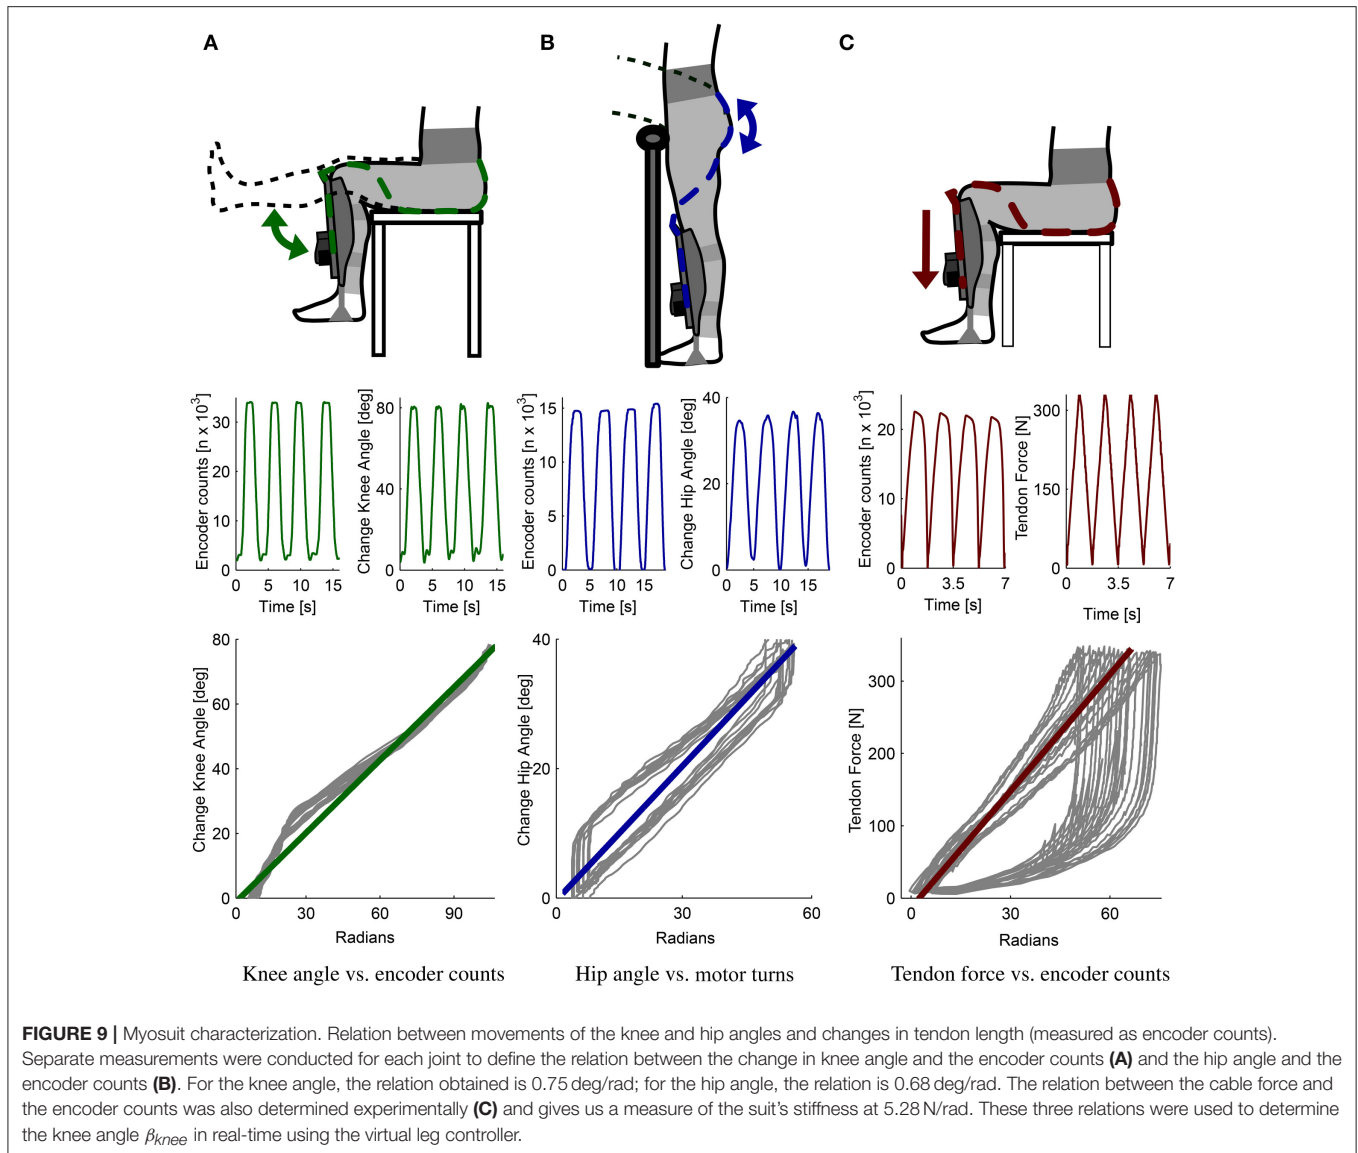 A
B
C
Encoder counts [n x 10³]
30
20
10
0
0
5
10
15
Time [s]
Change Knee Angle [deg]
80
40
0
0
5
10
15
Time [s]
Encoder counts [n x 10³]
15
10
5
0
0
5
10
15
Time [s]
Change Hip Angle [deg]
40
20
0
0
5
10
15
Time [s]
Encoder counts [n x 10³]
20
10
0
0
3.5
7
Time [s]
Tendon Force [N]
300
150
0
0
3.5
7
Time [s]
Change Knee Angle [deg]
80
60
40
20
0
0
30
60
90
Radians
Knee angle vs. encoder counts
Change Hip Angle [deg]
40
20
0
0
30
60
Radians
Hip angle vs. motor turns
Tendon Force [N]
300
200
100
0
0
30
60
Radians
Tendon force vs. encoder counts
FIGURE 9 | Myosuit characterization. Relation between movements of the knee and hip angles and changes in tendon length (measured as encoder counts).
Separate measurements were conducted for each joint to define the relation between the change in knee angle and the encoder counts (A) and the hip angle and the
encoder counts (B). For the knee angle, the relation obtained is 0.75 deg/rad; for the hip angle, the relation is 0.68 deg/rad. The relation between the cable force and
the encoder counts was also determined experimentally (C) and gives us a measure of the suit's stiffness at 5.28 N/rad. These three relations were used to determine
the knee angle βknee in real-time using the virtual leg controller.